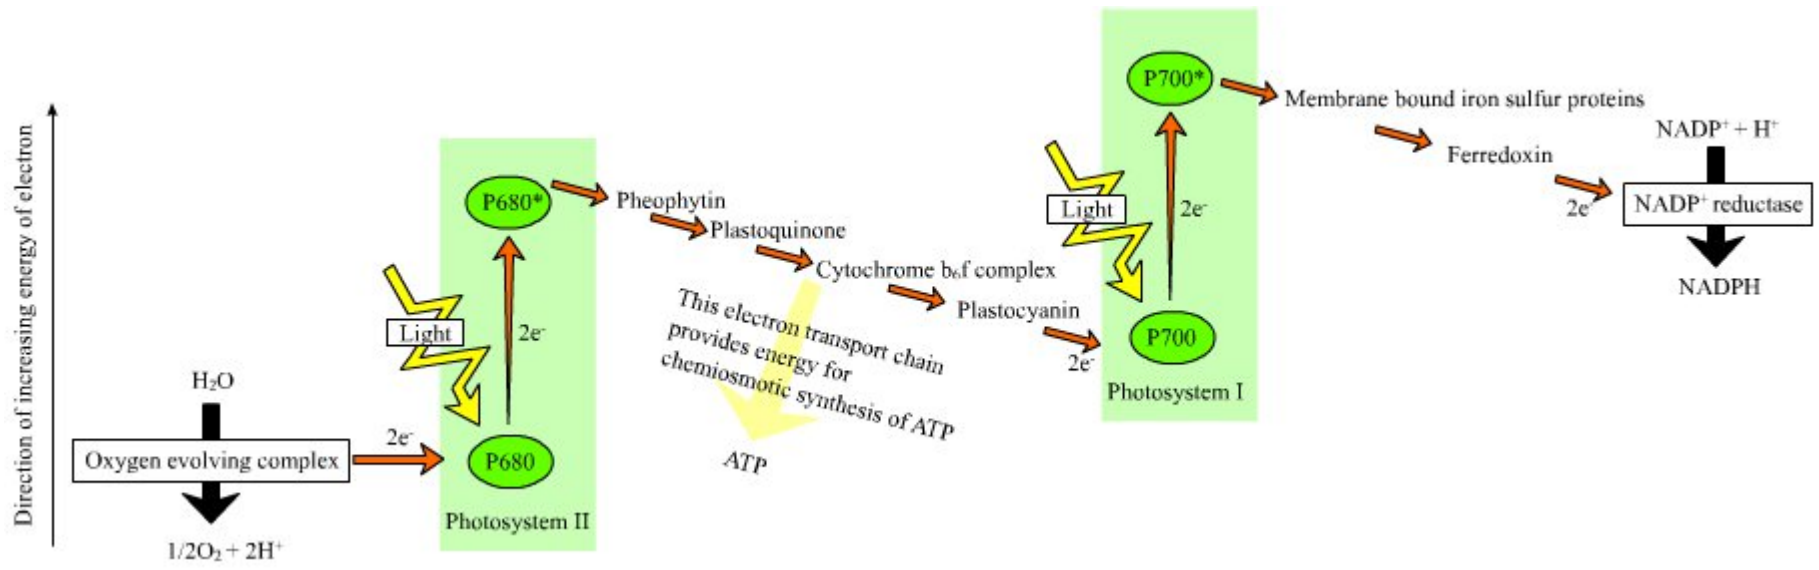 Direction of increasing energy of electron
H₂O
Oxygen evolving complex
1/2O₂ + 2H⁺
2e⁻
P680*
Light
2e⁻
P680
Photosystem II
Pheophytin
Plastoquinone
Cytochrome b₆f complex
Plastocyanin
2e⁻
This electron transport chain
provides energy for
chemiosmotic synthesis of ATP
ATP
P700*
Light
2e⁻
P700
Photosystem I
Membrane bound iron sulfur proteins
Ferredoxin
2e⁻
NADP⁺ + H⁺
NADP⁺ reductase
NADPH